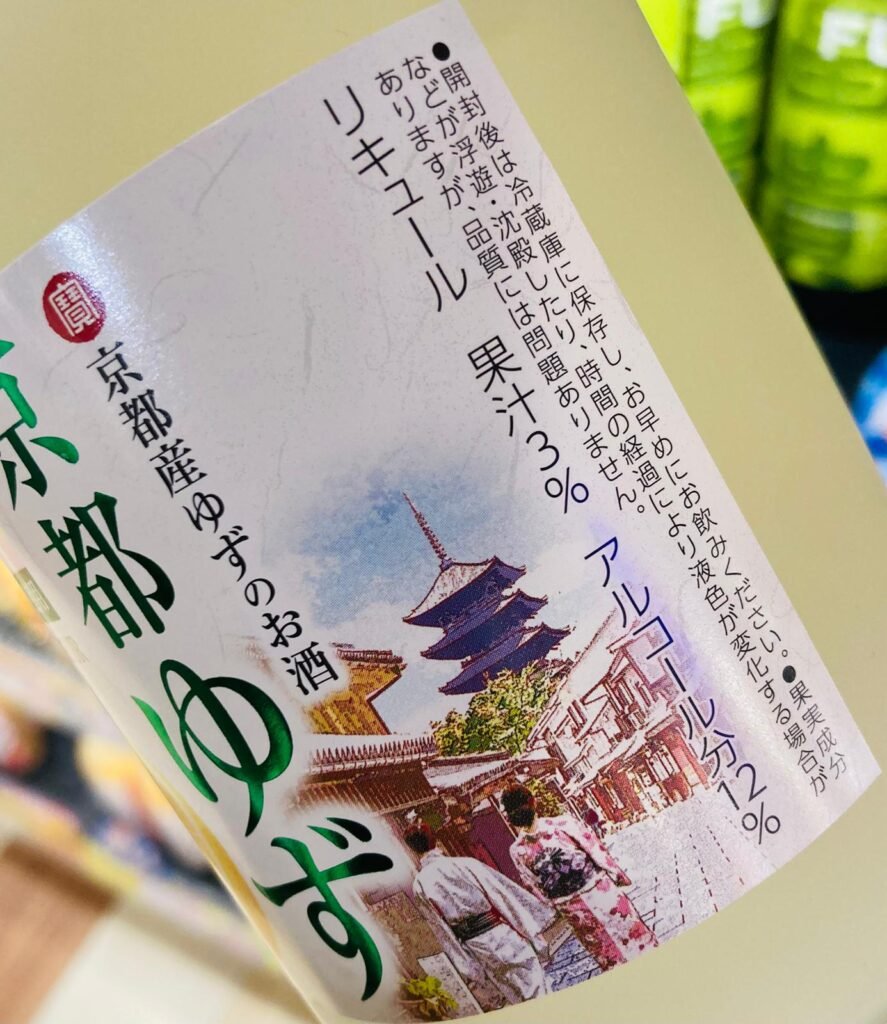 ●開封後は冷蔵庫に保存し、お早めにお飲みください。●果実成分
などが浮遊・沈殿したり、時間の経過により液色が変化する場合が
ありますが、品質には問題ありません。
リキュール 果汁3% アルコール分12%
寶
京都産ゆずのお酒
京都ゆず